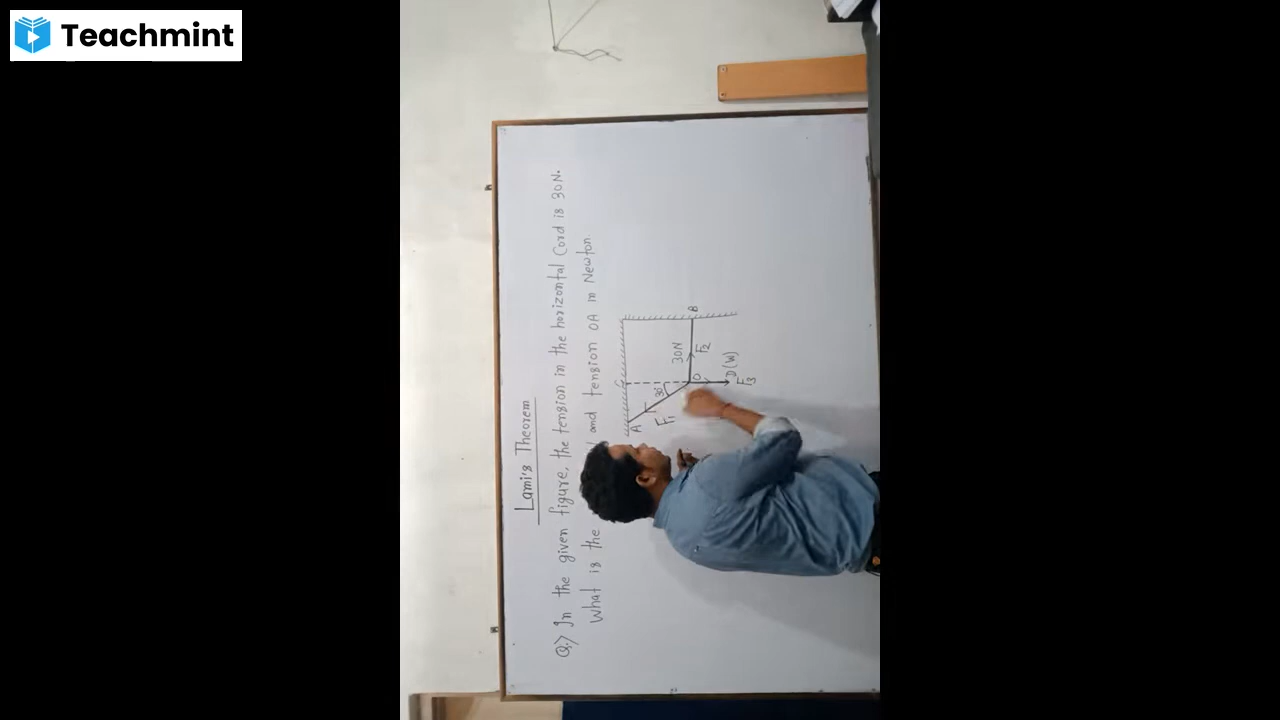 Teachmint
Lami's Theorem
Q.> In the given figure, the tension in the horizontal Cord is 30N.
What is the and tension OA in Newton.
A
C
30°
F1
O
30N
F2
B
D(W)
F3